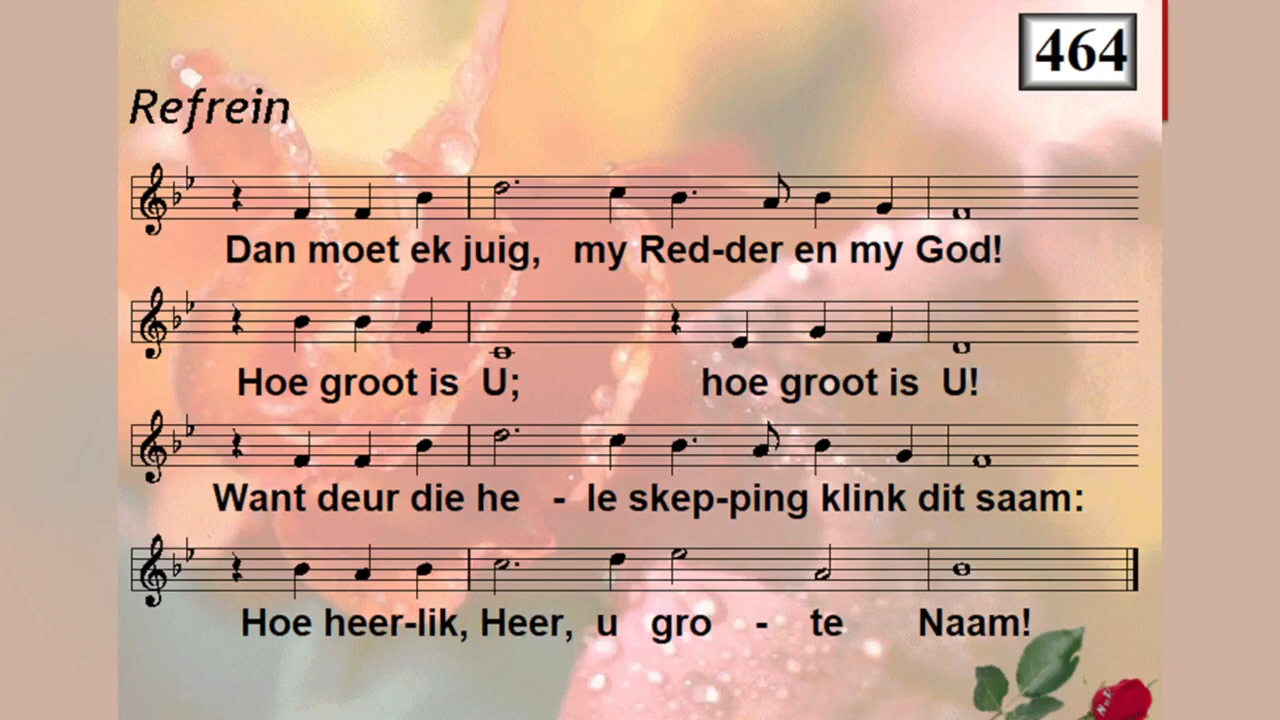 464
Refrein
Dan moet ek juig, my Red-der en my God!
Hoe groot is U; hoe groot is U!
Want deur die he - le skep-ping klink dit saam:
Hoe heer-lik, Heer, u gro - te Naam!